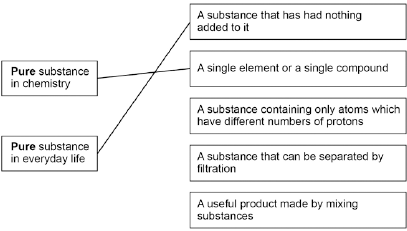 Pure substance
in chemistry
Pure substance
in everyday life
A substance that has had nothing
added to it
A single element or a single compound
A substance containing only atoms which
have different numbers of protons
A substance that can be separated by
filtration
A useful product made by mixing
substances